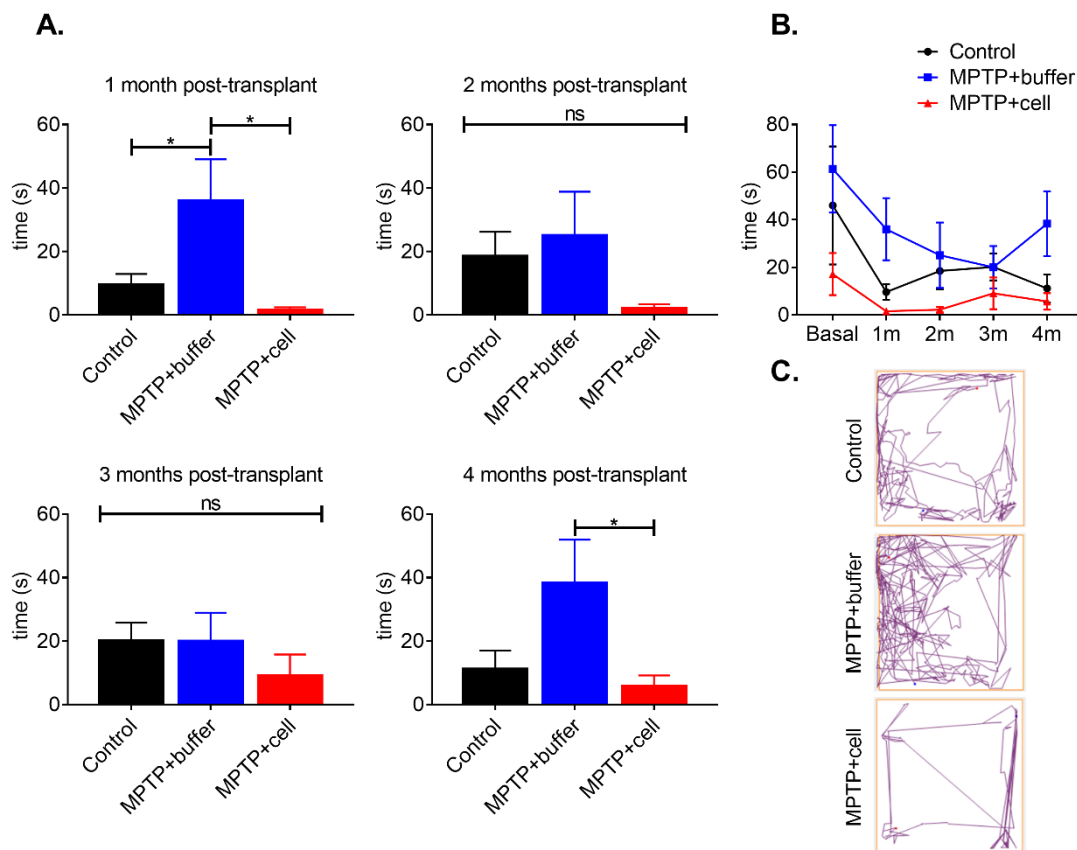 A.
1 month post-transplant
60
40
20
0
time (s)
*
*
Control
MPTP+buffer
MPTP+cell
2 months post-transplant
60
40
20
0
time (s)
ns
Control
MPTP+buffer
MPTP+cell
3 months post-transplant
60
40
20
0
time (s)
ns
Control
MPTP+buffer
MPTP+cell
4 months post-transplant
60
40
20
0
time (s)
*
Control
MPTP+buffer
MPTP+cell
B.
Control
MPTP+buffer
MPTP+cell
80
60
40
20
0
time (s)
Basal 1m 2m 3m 4m
C.
Control
MPTP+buffer
MPTP+cell